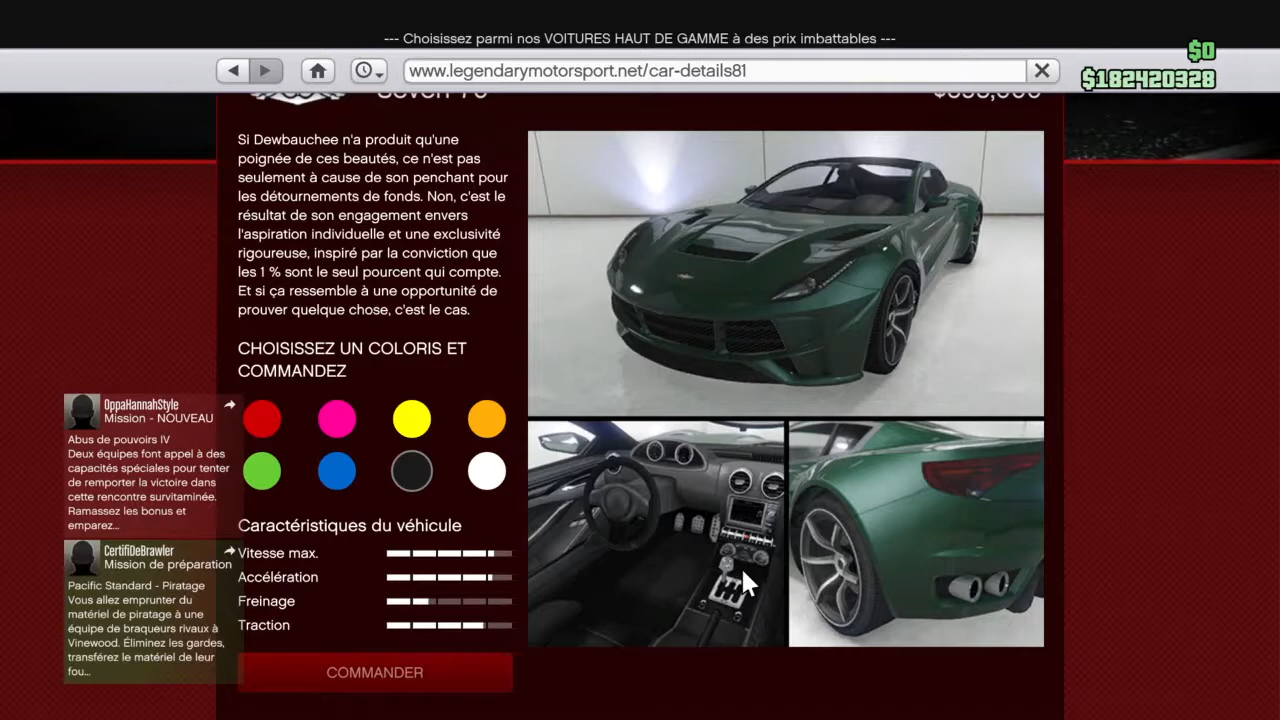 --- Choisissez parmi nos VOITURES HAUT DE GAMME à des prix imbattables ---
$0
www.legendarymotorsport.net/car-details81
$182420328
Si Dewbauchee n'a produit qu'une
poignée de ces beautés, ce n'est pas
seulement à cause de son penchant pour
les détournements de fonds. Non, c'est le
résultat de son engagement envers
l'aspiration individuelle et une exclusivité
rigoureuse, inspiré par la conviction que
les 1 % sont le seul pourcent qui compte.
Et si ça ressemble à une opportunité de
prouver quelque chose, c'est le cas.
CHOISISSEZ UN COLORIS ET
COMMANDEZ
OppaHannahStyle
Mission - NOUVEAU
Abus de pouvoirs IV
Deux équipes font appel à des
capacités spéciales pour tenter
de remporter la victoire dans
cette rencontre survitaminée.
Ramassez les bonus et
emparez...
CertifiDeBrawler
Mission de préparation
Pacific Standard - Piratage
Vous allez emprunter du
matériel de piratage à une
équipe de braqueurs rivaux à
Vinewood. Éliminez les gardes,
transférez le matériel de leur
fou...
Caractéristiques du véhicule
Vitesse max.
Accélération
Freinage
Traction
COMMANDER